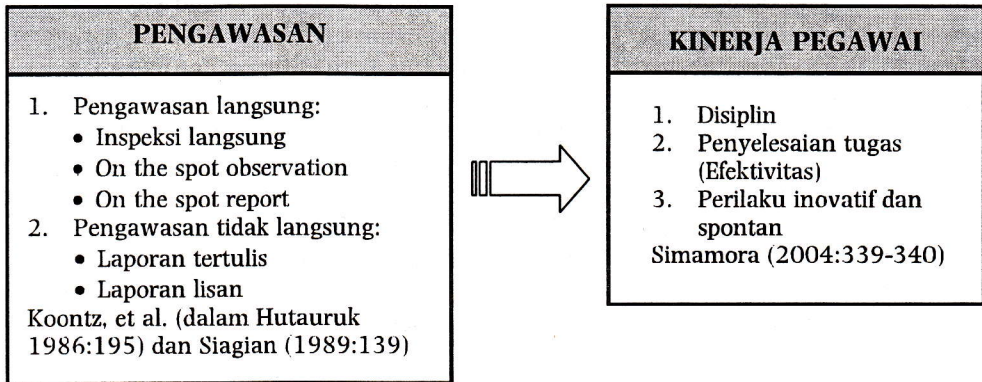 PENGAWASAN
1. Pengawasan langsung:
• Inspeksi langsung
• On the spot observation
• On the spot report
2. Pengawasan tidak langsung:
• Laporan tertulis
• Laporan lisan
Koontz, et al. (dalam Hutauruk
1986:195) dan Siagian (1989:139)
KINERJA PEGAWAI
1. Disiplin
2. Penyelesaian tugas
(Efektivitas)
3. Perilaku inovatif dan
spontan
Simamora (2004:339-340)